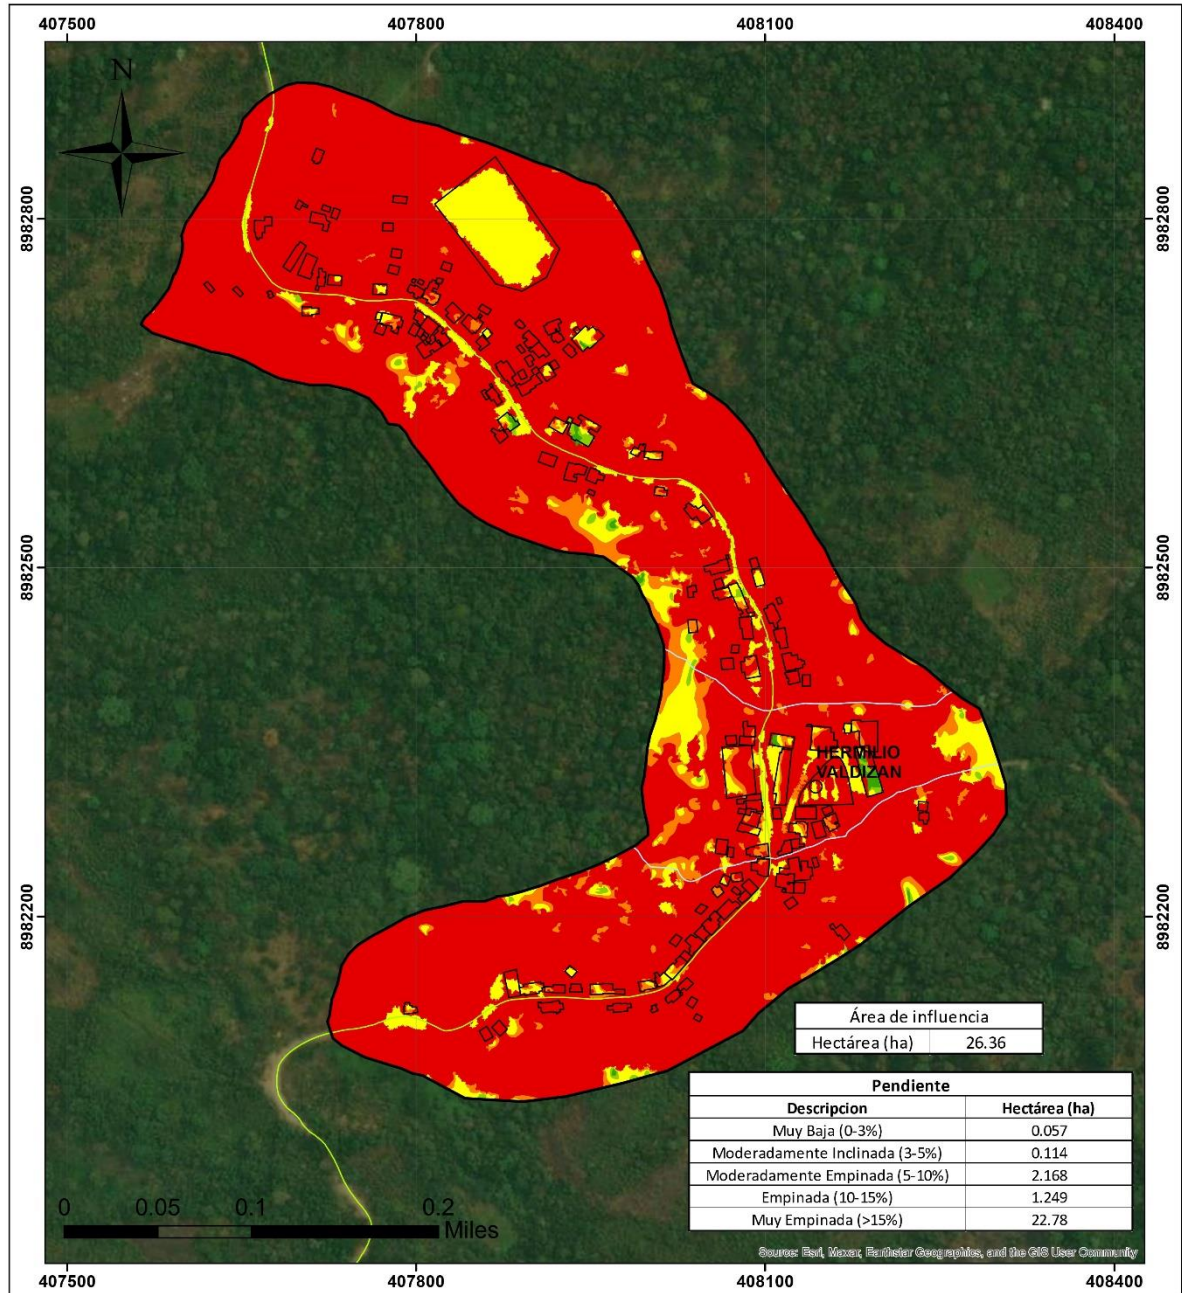 407500 407800 408100 408400
N
8982800 8982800
8982500 8982500
HERMILIO
VALDIZAN
8982200 8982200
Área de influencia
Hectárea (ha) 26.36
Pendiente
Descripcion Hectárea (ha)
Muy Baja (0-3%) 0.057
Moderadamente Inclinada (3-5%) 0.114
Moderadamente Empinada (5-10%) 2.168
Empinada (10-15%) 1.249
Muy Empinada (>15%) 22.78
0 0.05 0.1 0.2
Miles
Source: Esri, Maxar, Earthstar Geographics, and the GIS User Community
407500 407800 408100 408400